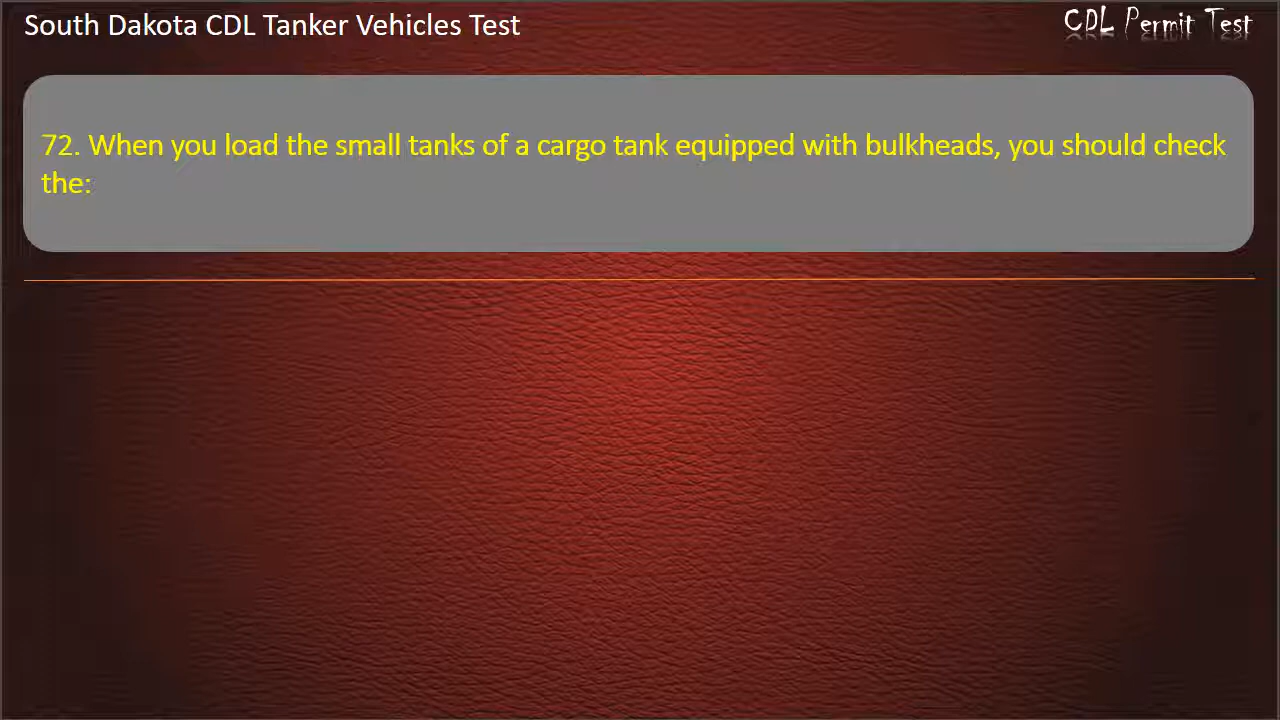 South Dakota CDL Tanker Vehicles Test
CDL Permit Test
72. When you load the small tanks of a cargo tank equipped with bulkheads, you should check
the: